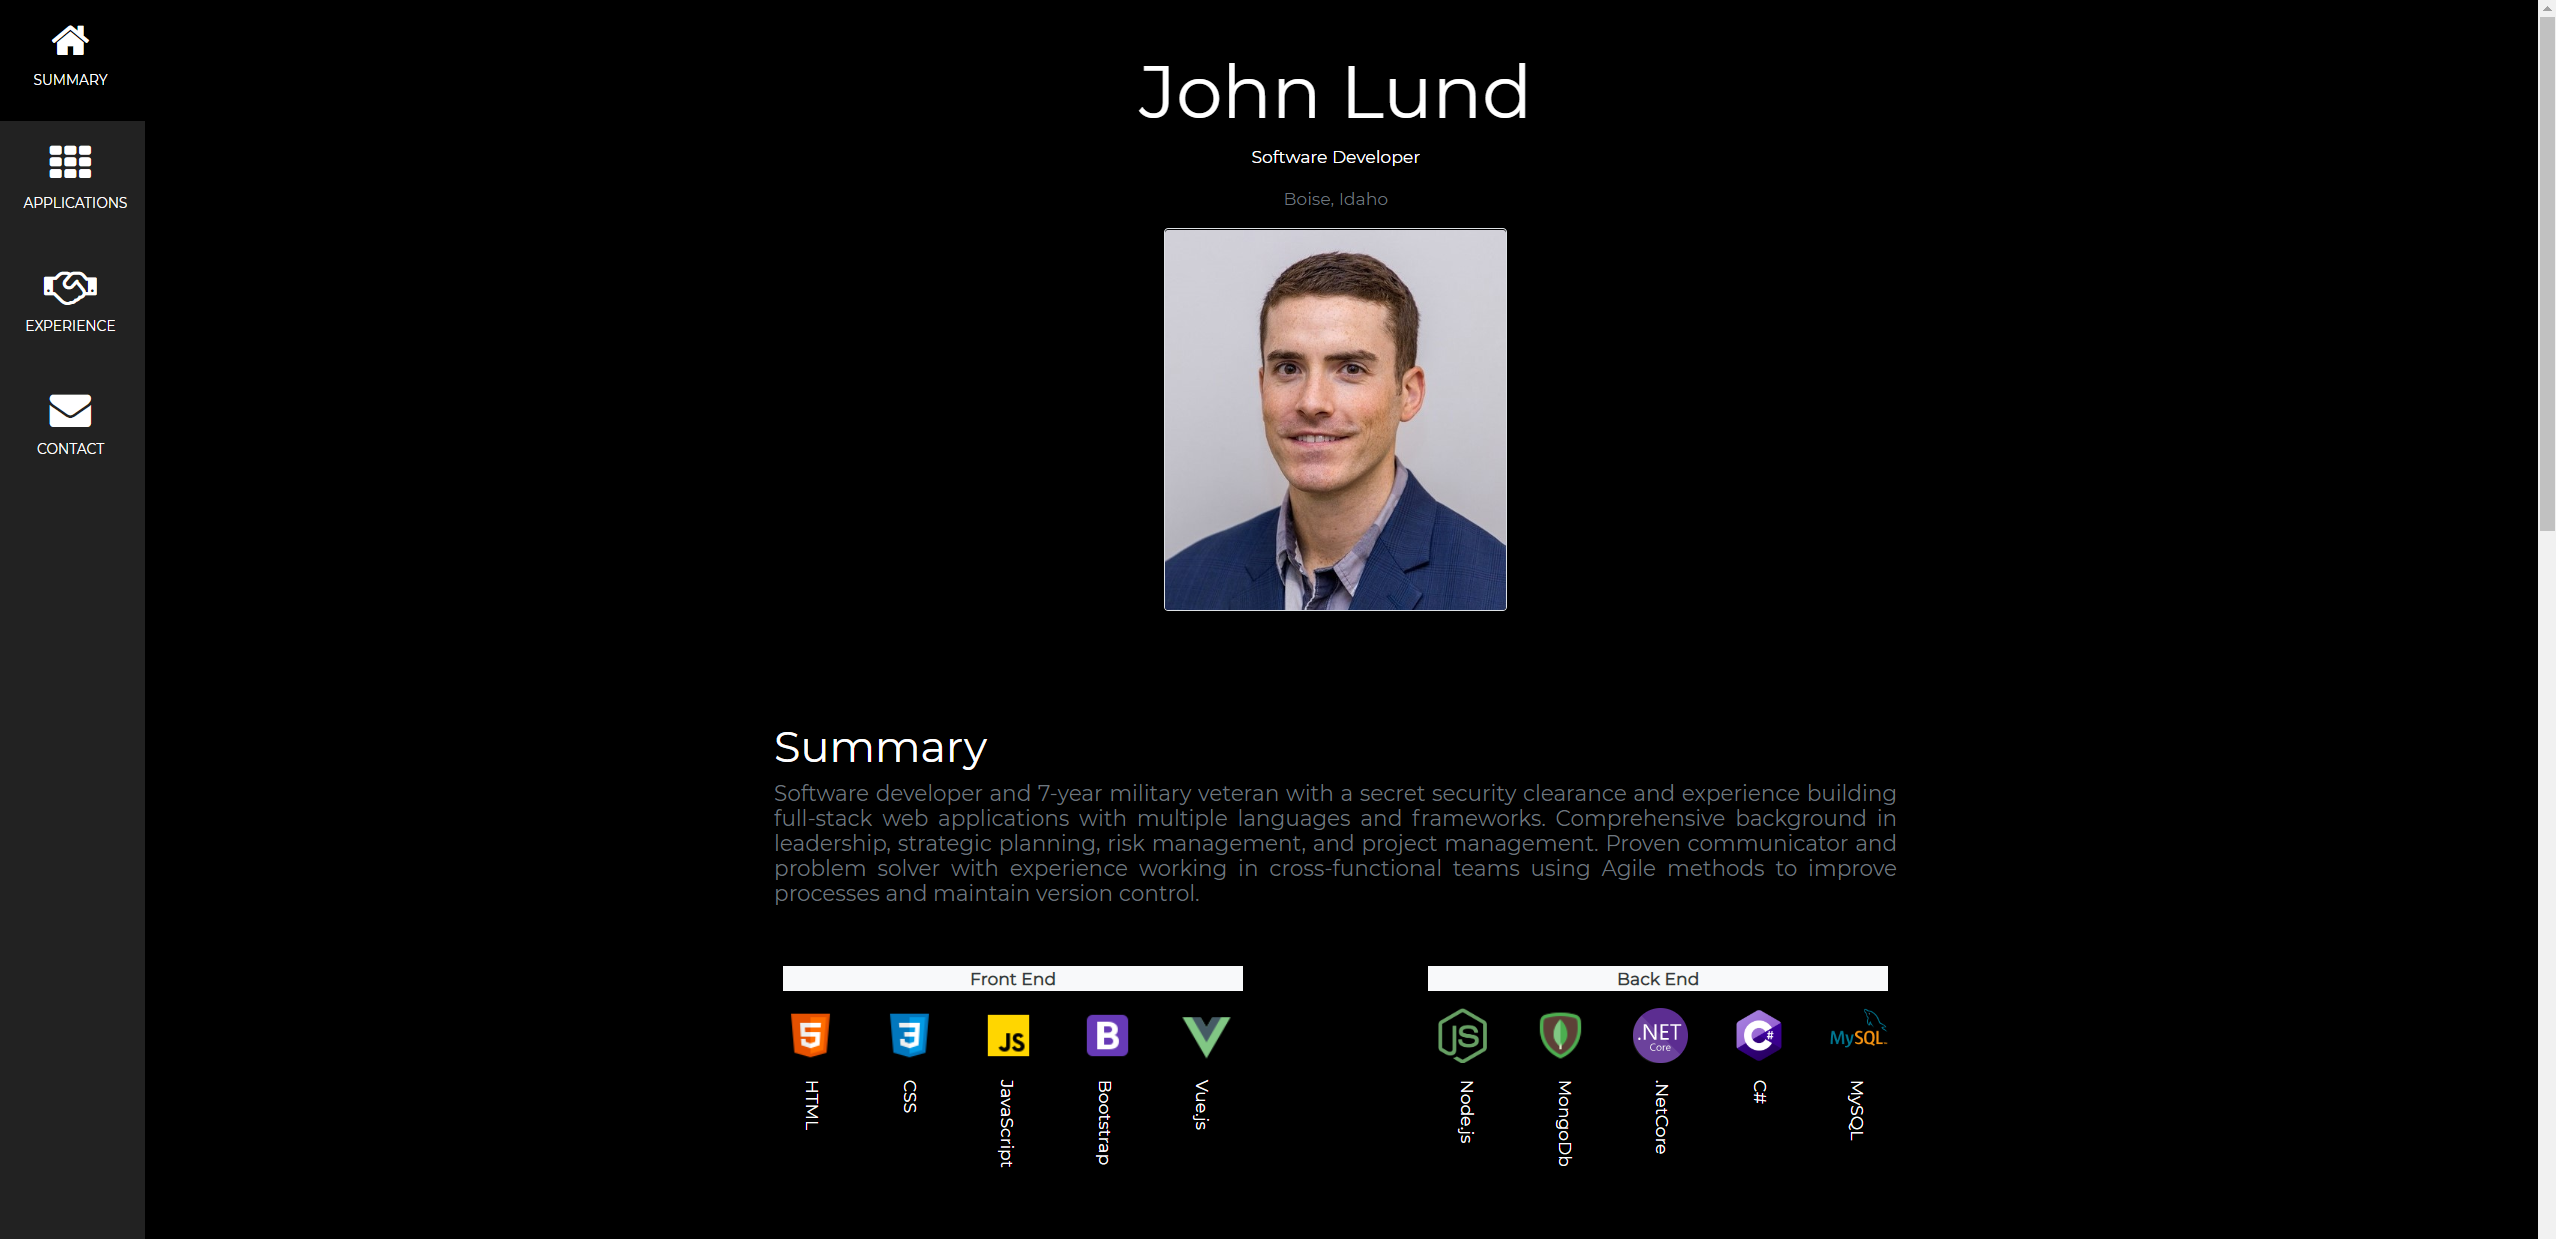 SUMMARY
APPLICATIONS
EXPERIENCE
CONTACT
John Lund
Software Developer
Boise, Idaho
Summary
Software developer and 7-year military veteran with a secret security clearance and experience building
full-stack web applications with multiple languages and frameworks. Comprehensive background in
leadership, strategic planning, risk management, and project management. Proven communicator and
problem solver with experience working in cross-functional teams using Agile methods to improve
processes and maintain version control.
Front End
5
3
JS
B
HTML
CSS
JavaScript
Bootstrap
Vue.js
Back End
JS
.NET
Core
C#
MySQL
Node.js
MongoDb
.NetCore
C#
MySQL